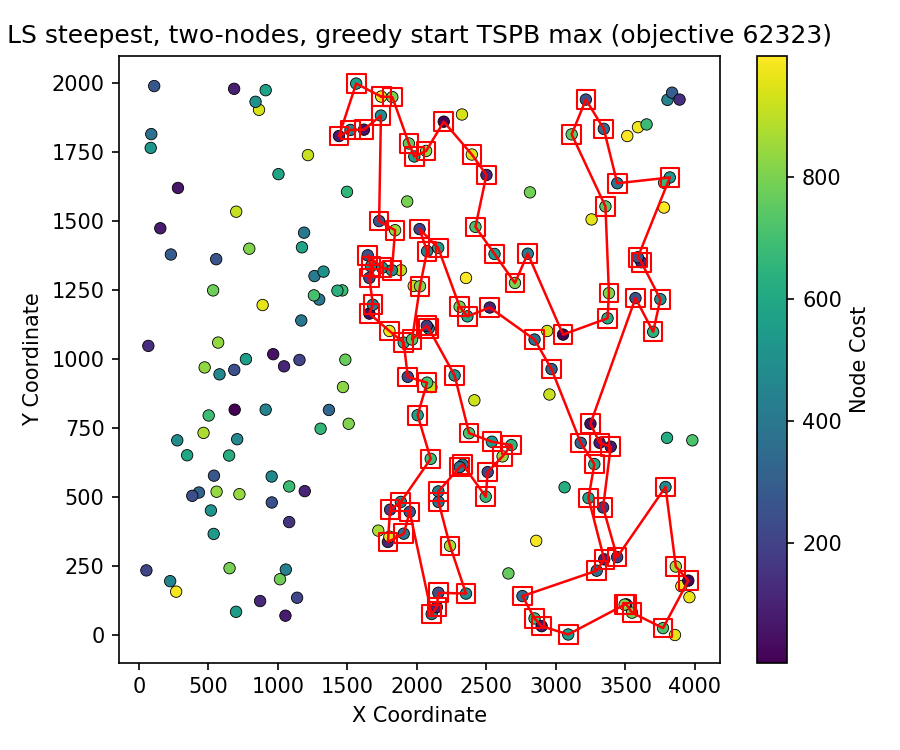 LS steepest, two-nodes, greedy start TSPB max (objective 62323)
2000
1750
1500
1250
1000
750
500
250
0
Y Coordinate
0 500 1000 1500 2000 2500 3000 3500 4000
X Coordinate
800
600
400
200
Node Cost